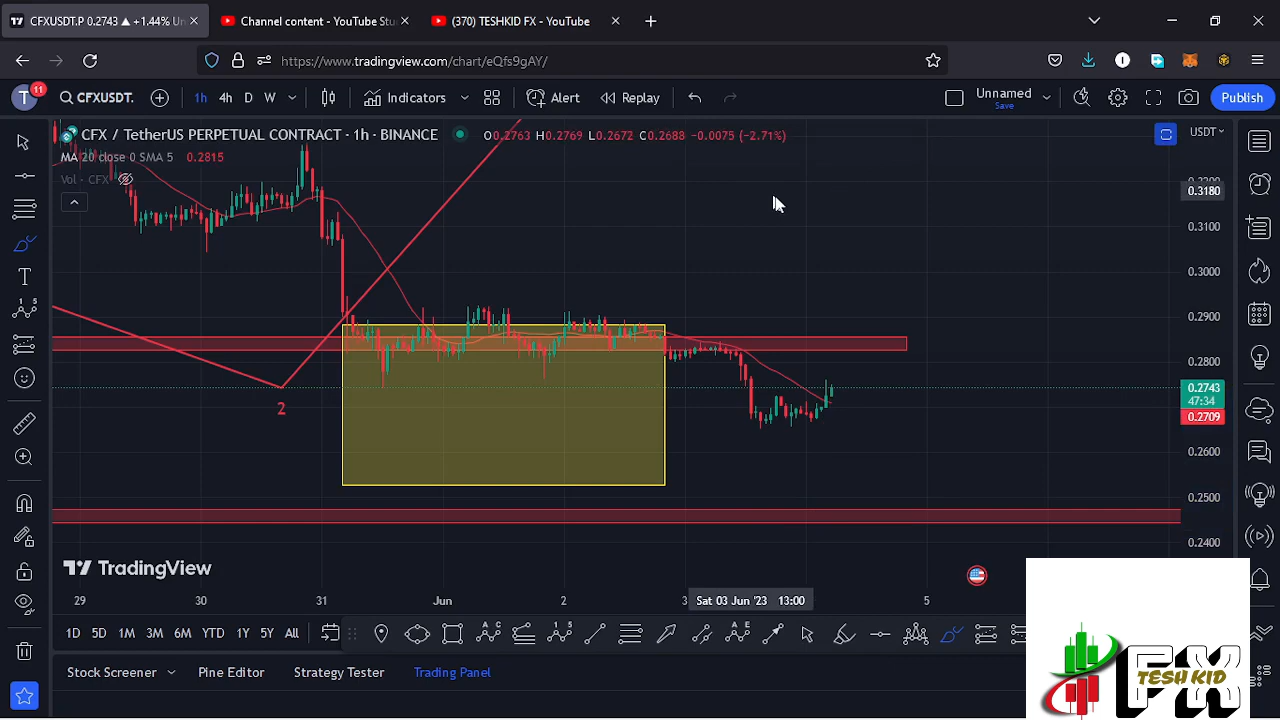 CFXUSDT.P 0.2743 ▲ +1.44% Un
Channel content - YouTube Stu
(370) TESHKID FX - YouTube
https://www.tradingview.com/chart/eQfs9gAY/
T
11
CFXUSDT.
1h
4h
D
W
Indicators
Alert
Replay
Unnamed
Save
Publish
CFX / TetherUS PERPETUAL CONTRACT · 1h · BINANCE
O0.2763 H0.2769 L0.2672 C0.2688 -0.0075 (-2.71%)
USDT
MA 20 close 0 SMA 5 0.2815
Vol · CFX
0.3180
0.3100
0.3000
0.2900
0.2800
0.2743
47:34
0.2709
0.2600
0.2500
0.2400
2
TradingView
29
30
31
Jun
2
3
Sat 03 Jun '23 13:00
5
1D
5D
1M
3M
6M
YTD
1Y
5Y
All
Stock Screener
Pine Editor
Strategy Tester
Trading Panel
FX
TESH KID